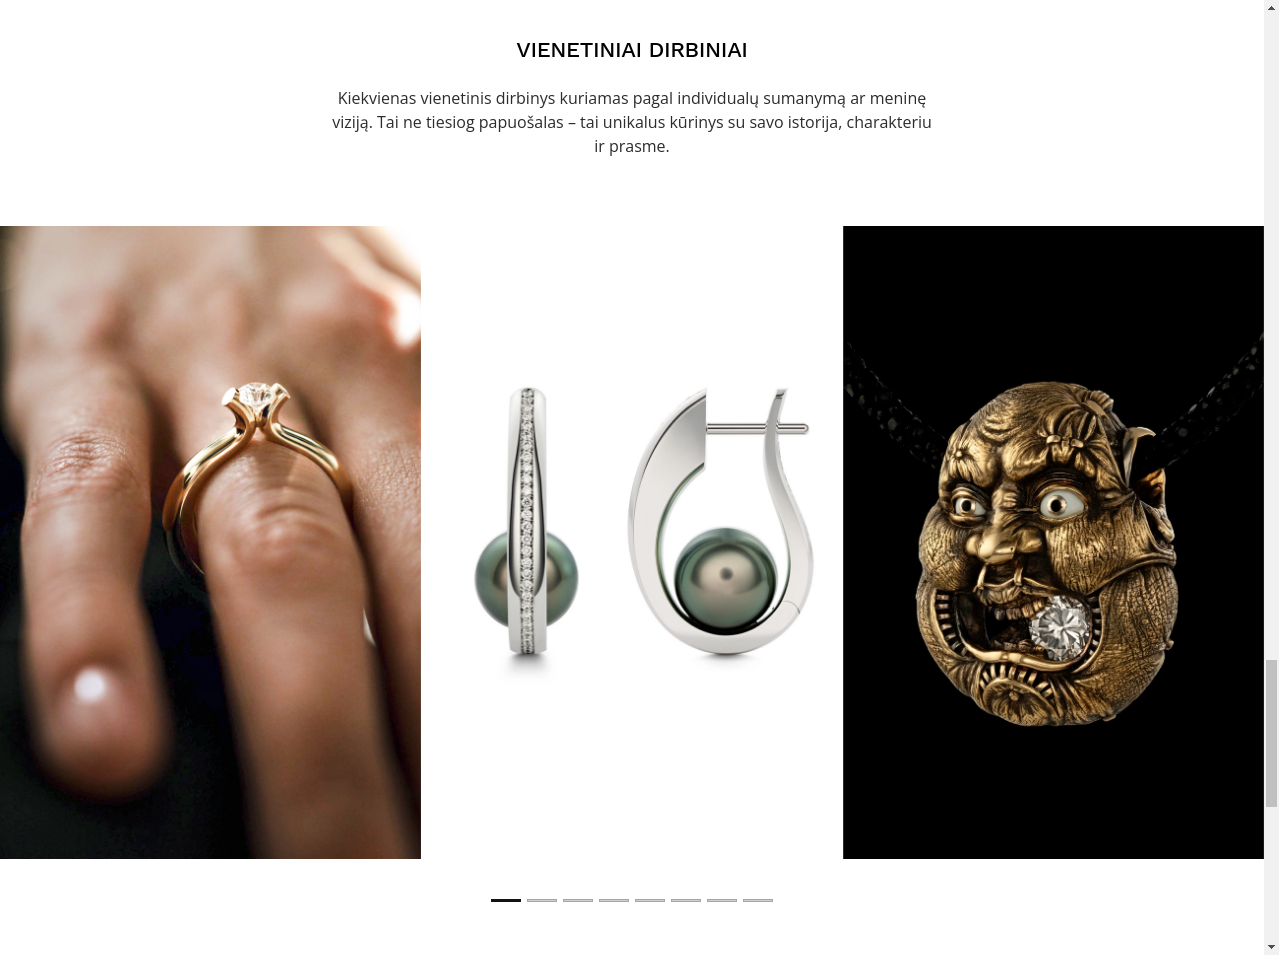 VIENETINIAI DIRBINIAI
Kiekvienas vienetinis dirbinys kuriamas pagal individualų sumanymą ar meninę
viziją. Tai ne tiesiog papuošalas – tai unikalus kūrinys su savo istorija, charakteriu
ir prasme.